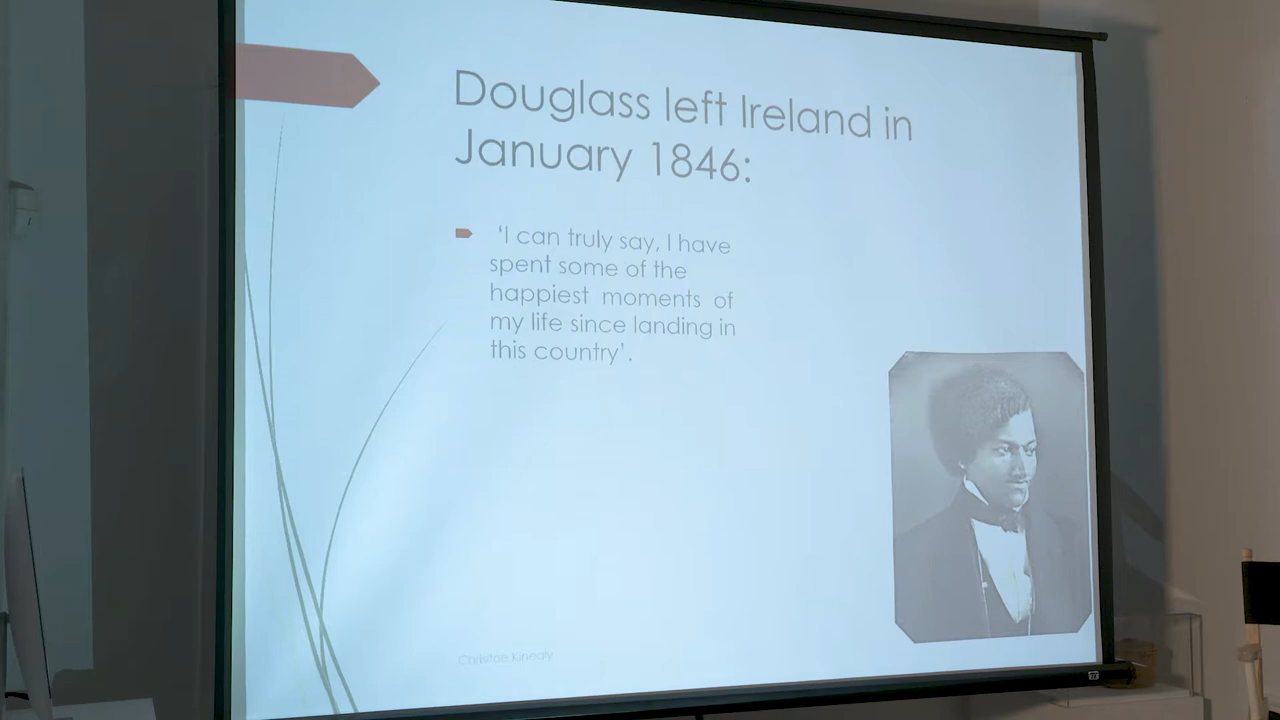 Douglass left Ireland in
January 1846:
‘I can truly say, I have
spent some of the
happiest moments of
my life since landing in
this country’.
Christine Kinealy